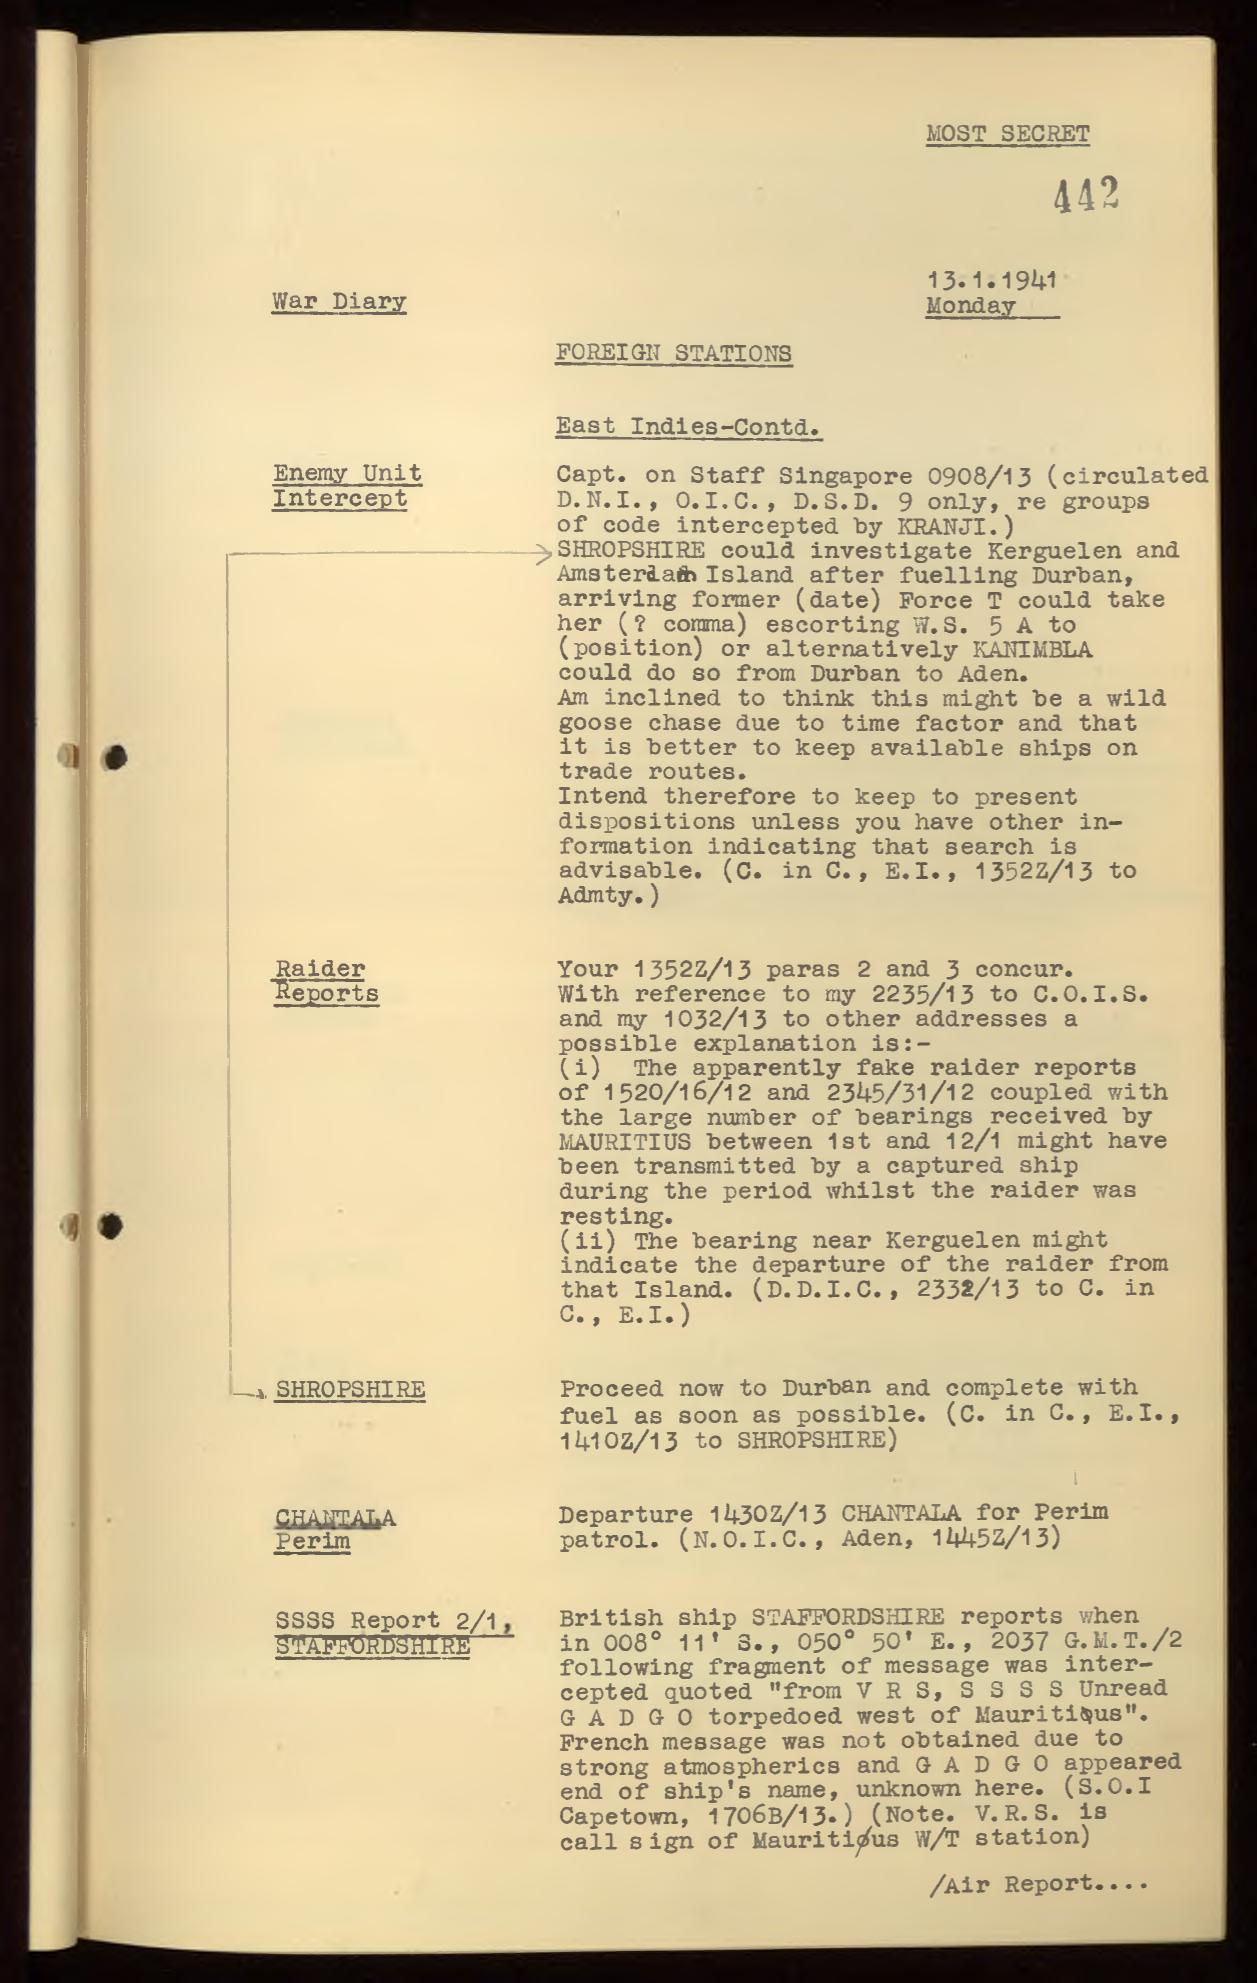 MOST SECRET
442
13.1.1941
Monday
War Diary
FOREIGN STATIONS
East Indies-Contd.
Enemy Unit
Intercept
Capt. on Staff Singapore 0908/13 (circulated
D.N.I., O.I.C., D.S.D. 9 only, re groups
of code intercepted by KRANJI.)
SHROPSHIRE could investigate Kerguelen and
Amsterdam Island after fuelling Durban,
arriving former (date) Force T could take
her (? comma) escorting W.S. 5 A to
(position) or alternatively KANIMBLA
could do so from Durban to Aden.
Am inclined to think this might be a wild
goose chase due to time factor and that
it is better to keep available ships on
trade routes.
Intend therefore to keep to present
dispositions unless you have other in-
formation indicating that search is
advisable. (C. in C., E.I., 1352Z/13 to
Admty.)
Raider
Reports
Your 1352Z/13 paras 2 and 3 concur.
With reference to my 2235/13 to C.O.I.S.
and my 1032/13 to other addresses a
possible explanation is:-
(i) The apparently fake raider reports
of 1520/16/12 and 2345/31/12 coupled with
the large number of bearings received by
MAURITIUS between 1st and 12/1 might have
been transmitted by a captured ship
during the period whilst the raider was
resting.
(ii) The bearing near Kerguelen might
indicate the departure of the raider from
that Island. (D.D.I.C., 2332/13 to C. in
C., E.I.)
SHROPSHIRE
Proceed now to Durban and complete with
fuel as soon as possible. (C. in C., E.I.,
1410Z/13 to SHROPSHIRE)
CHANTALA
Perim
Departure 1430Z/13 CHANTALA for Perim
patrol. (N.O.I.C., Aden, 1445Z/13)
SSSS Report 2/1,
STAFFORDSHIRE
British ship STAFFORDSHIRE reports when
in 008° 11' S., 050° 50' E., 2037 G.M.T./2
following fragment of message was inter-
cepted quoted "from V R S, S S S S Unread
G A D G O torpedoed west of Mauritius".
French message was not obtained due to
strong atmospherics and G A D G O appeared
end of ship's name, unknown here. (S.O.I
Capetown, 1706B/13.) (Note. V.R.S. is
call sign of Mauritius W/T station)
/Air Report....